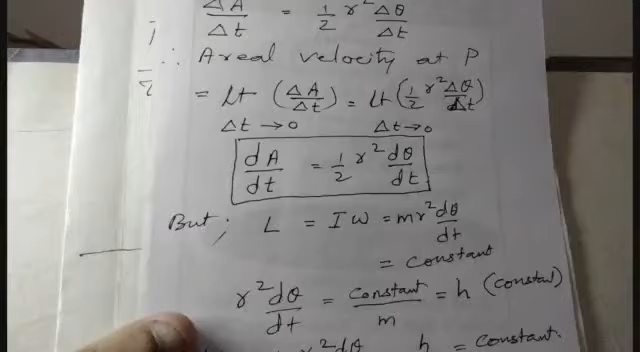 ΔA/Δt = 1/2 r² Δθ/Δt
∴ Areal velocity at P
= Lt (ΔA/Δt) = Lt (1/2 r² Δθ/Δt)
Δt → 0 Δt → 0
dA/dt = 1/2 r² dθ/dt
But; L = I ω = mr² dθ/dt
= constant
r² dθ/dt = constant/m = h (constant)
r² dθ h = constant.